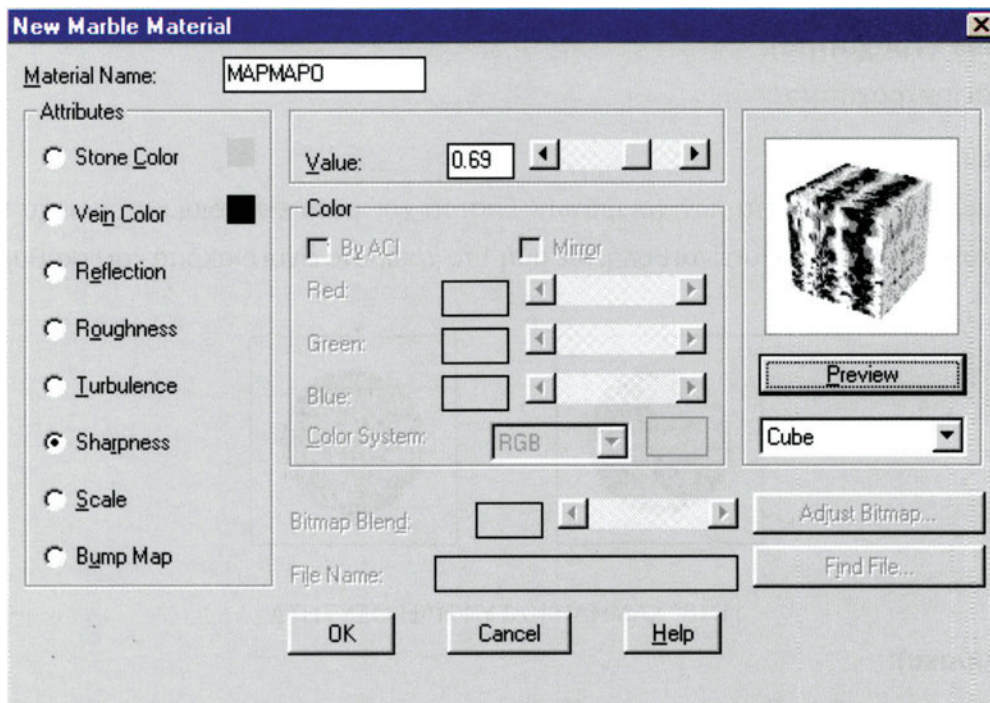 New Marble Material
Material Name: MAPMAPO
Attributes
Stone Color
Vein Color
Reflection
Roughness
Turbulence
Sharpness
Scale
Bump Map
Value: 0.69
Color
By ACI Mirror
Red:
Green:
Blue:
Color System: RGB
Bitmap Blend:
File Name:
Preview
Cube
Adjust Bitmap...
Find File...
OK Cancel Help